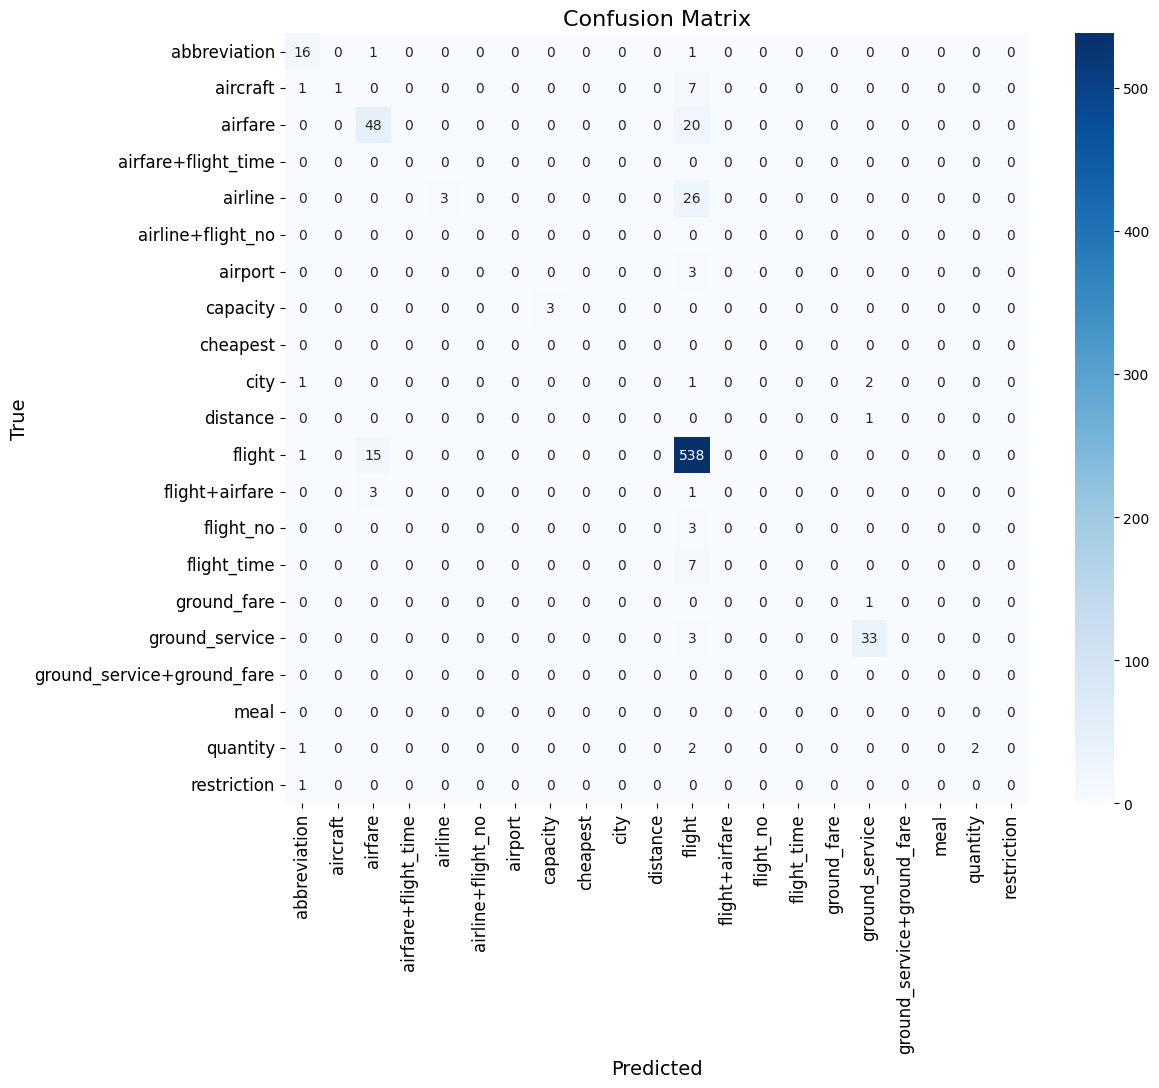 Confusion Matrix
abbreviation 16 0 1 0 0 0 0 0 0 0 0 1 0 0 0 0 0 0 0 0 0
aircraft 1 1 0 0 0 0 0 0 0 0 0 7 0 0 0 0 0 0 0 0 0
airfare 0 0 48 0 0 0 0 0 0 0 0 20 0 0 0 0 0 0 0 0 0
airfare+flight_time 0 0 0 0 0 0 0 0 0 0 0 0 0 0 0 0 0 0 0 0 0
airline 0 0 0 0 3 0 0 0 0 0 0 26 0 0 0 0 0 0 0 0 0
airline+flight_no 0 0 0 0 0 0 0 0 0 0 0 0 0 0 0 0 0 0 0 0 0
airport 0 0 0 0 0 0 0 0 0 0 0 3 0 0 0 0 0 0 0 0 0
capacity 0 0 0 0 0 0 0 3 0 0 0 0 0 0 0 0 0 0 0 0 0
cheapest 0 0 0 0 0 0 0 0 0 0 0 0 0 0 0 0 0 0 0 0 0
city 1 0 0 0 0 0 0 0 0 0 0 1 0 0 0 0 2 0 0 0 0
distance 0 0 0 0 0 0 0 0 0 0 0 0 0 0 0 0 1 0 0 0 0
flight 1 0 15 0 0 0 0 0 0 0 0 538 0 0 0 0 0 0 0 0 0
flight+airfare 0 0 3 0 0 0 0 0 0 0 0 1 0 0 0 0 0 0 0 0 0
flight_no 0 0 0 0 0 0 0 0 0 0 0 3 0 0 0 0 0 0 0 0 0
flight_time 0 0 0 0 0 0 0 0 0 0 0 7 0 0 0 0 0 0 0 0 0
ground_fare 0 0 0 0 0 0 0 0 0 0 0 0 0 0 0 0 1 0 0 0 0
ground_service 0 0 0 0 0 0 0 0 0 0 0 3 0 0 0 0 33 0 0 0 0
ground_service+ground_fare 0 0 0 0 0 0 0 0 0 0 0 0 0 0 0 0 0 0 0 0 0
meal 0 0 0 0 0 0 0 0 0 0 0 0 0 0 0 0 0 0 0 0 0
quantity 1 0 0 0 0 0 0 0 0 0 0 2 0 0 0 0 0 0 0 2 0
restriction 1 0 0 0 0 0 0 0 0 0 0 0 0 0 0 0 0 0 0 0 0
True
abbreviation
aircraft
airfare
airfare+flight_time
airline
airline+flight_no
airport
capacity
cheapest
city
distance
flight
flight+airfare
flight_no
flight_time
ground_fare
ground_service
ground_service+ground_fare
meal
quantity
restriction
Predicted
500
400
300
200
100
0